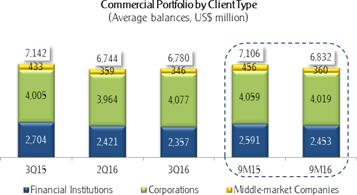 Commercial Portfolio by Client Type
(Average balances, US$ million)
7,142 6,744 6,780 7,106 6,832
433 359 346 456 360
4,005 3,964 4,077 4,059 4,019
2,704 2,421 2,357 2,591 2,453
3Q15 2Q16 3Q16 9M15 9M16
Financial Institutions Corporations Middle-market Companies